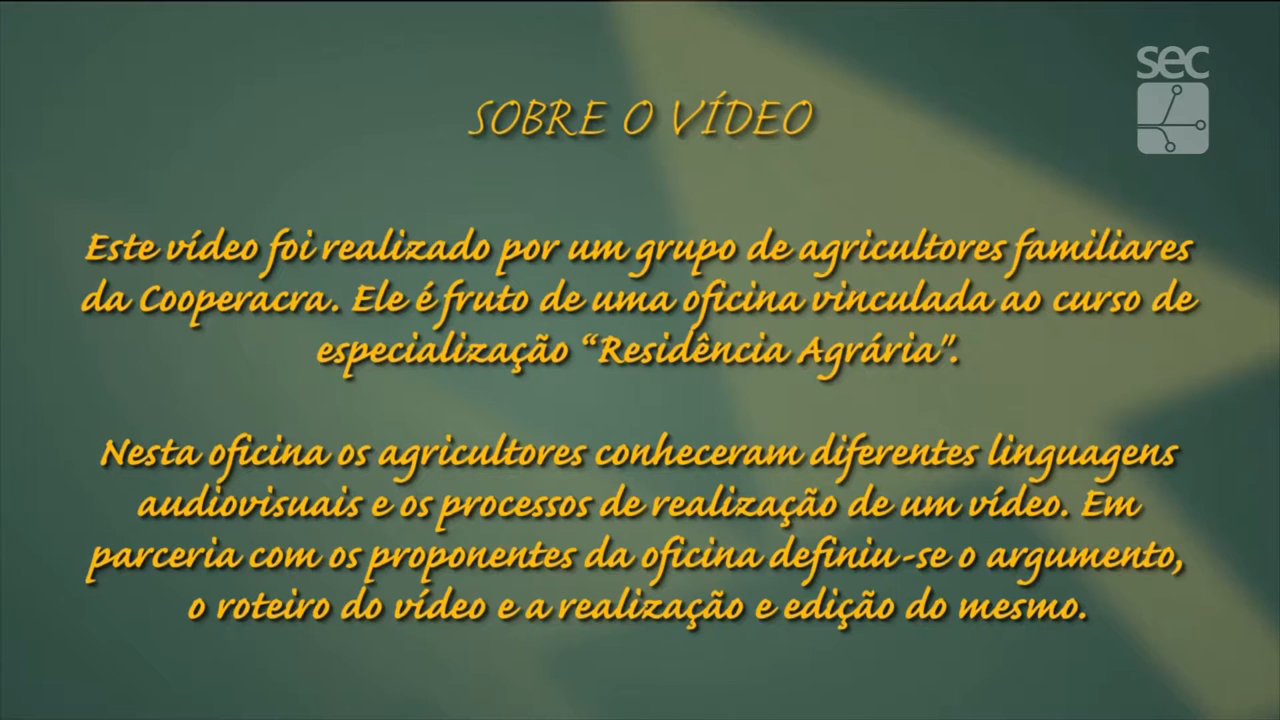 sec
SOBRE O VÍDEO
Este vídeo foi realizado por um grupo de agricultores familiares
da Cooperacra. Ele é fruto de uma oficina vinculada ao curso de
especialização “Residência Agrária”.
Nesta oficina os agricultores conheceram diferentes linguagens
audiovisuais e os processos de realização de um vídeo. Em
parceria com os proponentes da oficina definiu-se o argumento,
o roteiro do vídeo e a realização e edição do mesmo.